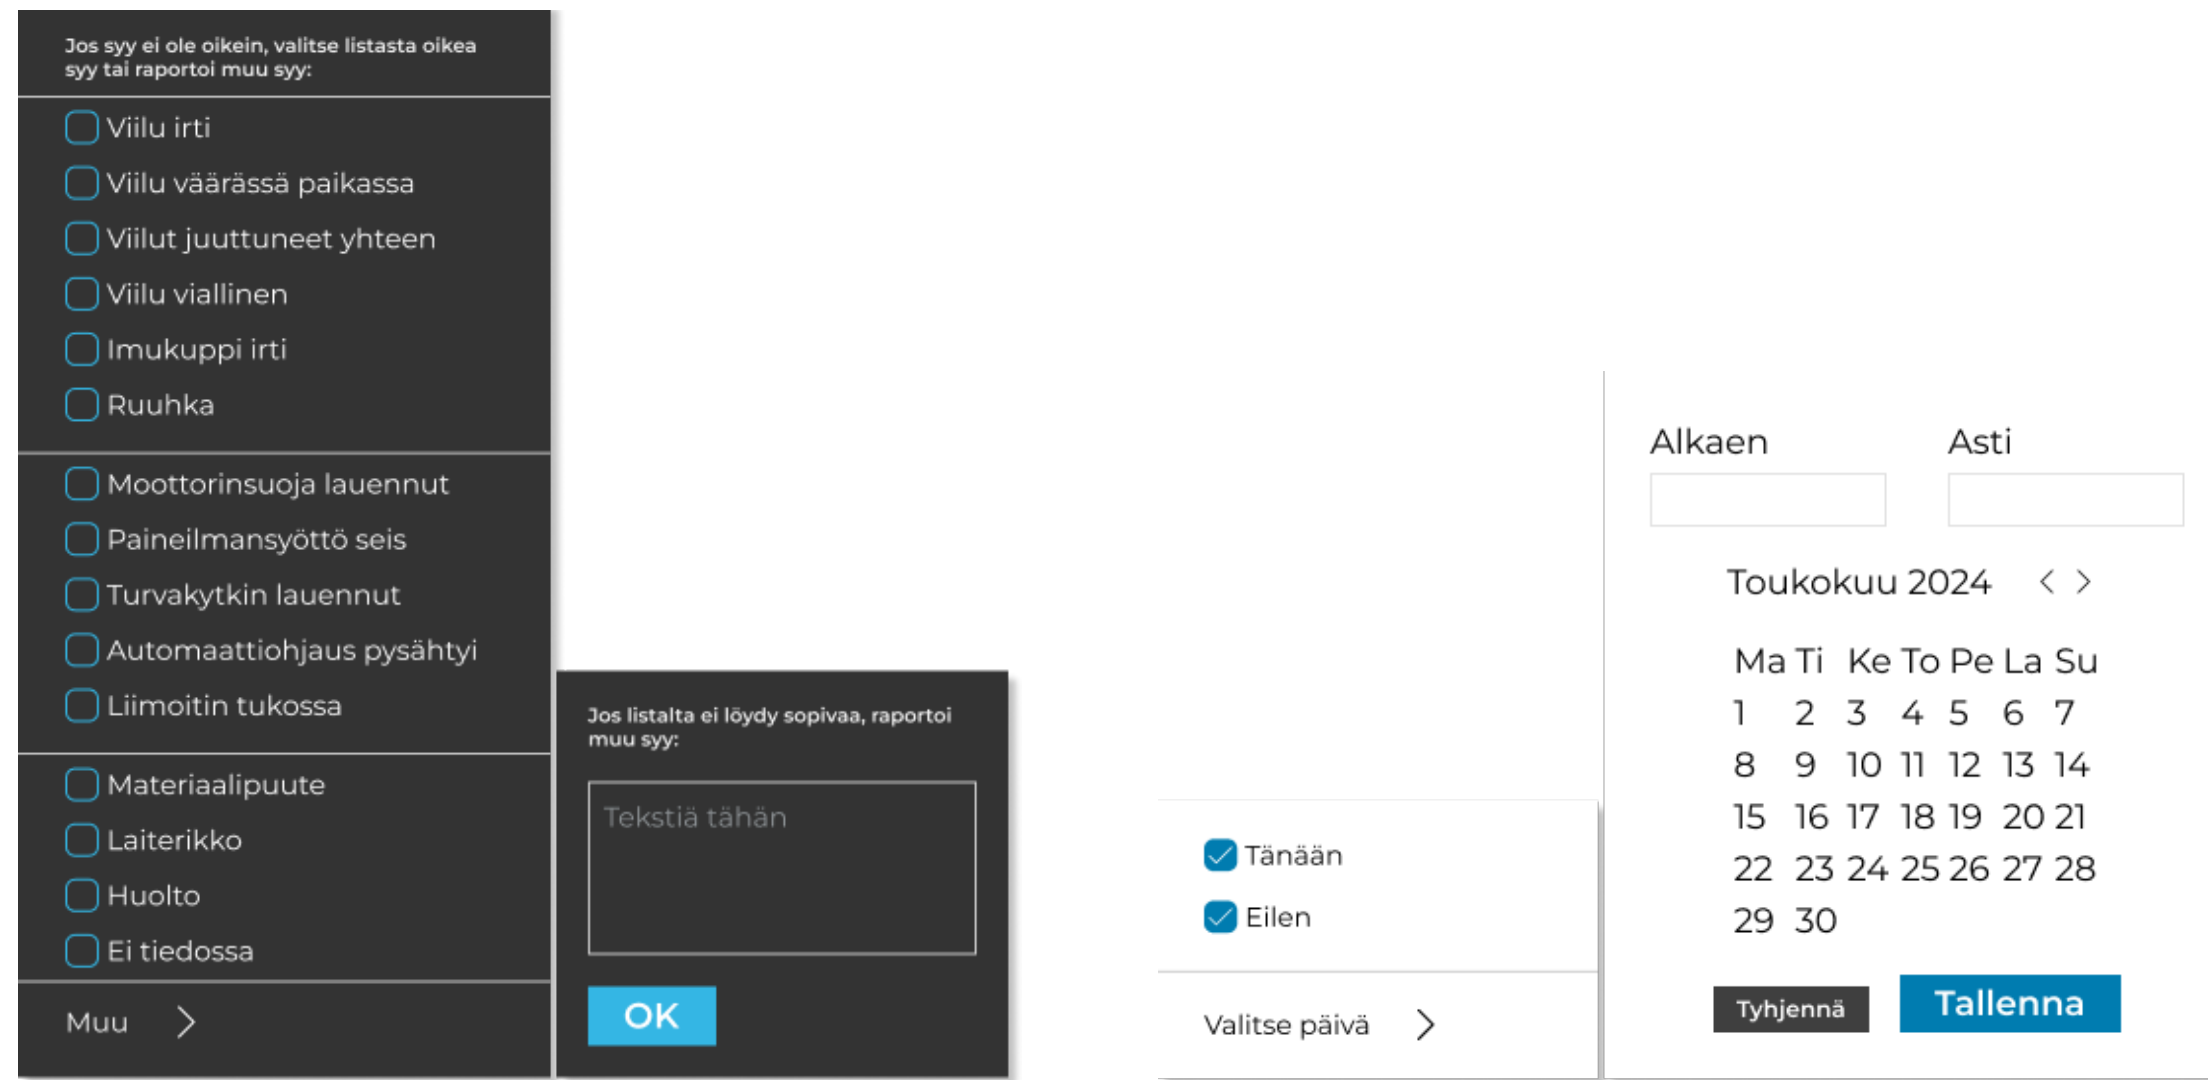 Jos syy ei ole oikein, valitse listasta oikea
syy tai raportoi muu syy:
Viilu irti
Viilu väärässä paikassa
Viilut juuttuneet yhteen
Viilu viallinen
Imukuppi irti
Ruuhka
Moottorinsuoja lauennut
Paineilmansyöttö seis
Turvakytkin lauennut
Automaattiohjaus pysähtyi
Liimoitin tukossa
Materiaalipuute
Laiterikko
Huolto
Ei tiedossa
Muu
Jos listalta ei löydy sopivaa, raportoi
muu syy:
Tekstiä tähän
OK
Tänään
Eilen
Valitse päivä
Alkaen Asti
Toukokuu 2024
Ma Ti Ke To Pe La Su
1 2 3 4 5 6 7
8 9 10 11 12 13 14
15 16 17 18 19 20 21
22 23 24 25 26 27 28
29 30
Tyhjennä Tallenna